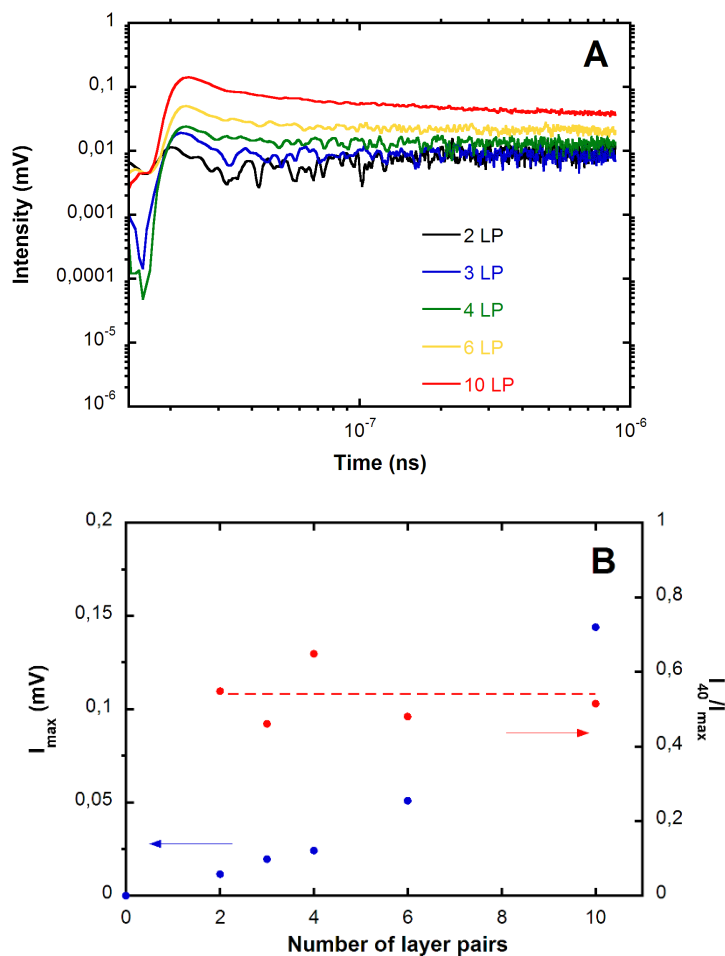 A
1
0,1
0,01
0,001
0,0001
10⁻⁵
10⁻⁶
Intensity (mV)
2 LP
3 LP
4 LP
6 LP
10 LP
10⁻⁷
10⁻⁶
Time (ns)
B
0,2
0,15
0,1
0,05
0
I_max (mV)
1
0,8
0,6
0,4
0,2
0
I_40/I_max
0
2
4
6
8
10
Number of layer pairs